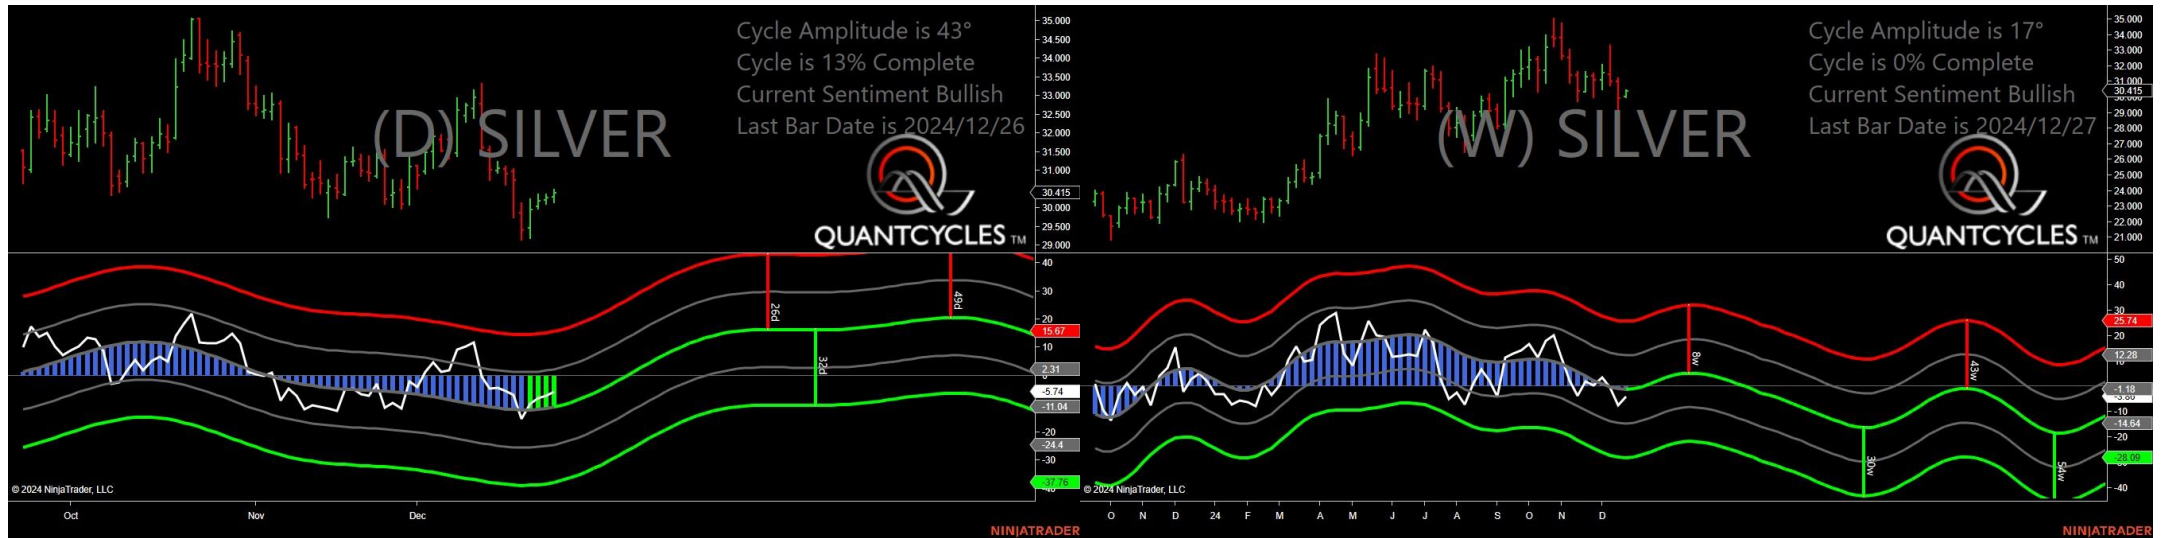 Cycle Amplitude is 43°
Cycle is 13% Complete
Current Sentiment Bullish
Last Bar Date is 2024/12/26
(D) SILVER
QUANTCYCLES TM
35.000
34.500
34.000
33.500
33.000
32.500
32.000
31.500
31.000
30.415
30.000
29.500
29.000
40
30
20
15.67
10
2.31
-5.74
-11.04
-20
-24.4
-30
-37.76
26d
49d
32d
© 2024 NinjaTrader, LLC
Oct
Nov
Dec
NINJATRADER
Cycle Amplitude is 17°
Cycle is 0% Complete
Current Sentiment Bullish
Last Bar Date is 2024/12/27
(W) SILVER
QUANTCYCLES TM
35.000
34.000
33.000
32.000
31.000
30.415
29.000
28.000
27.000
26.000
25.000
24.000
23.000
22.000
21.000
50
40
30
25.74
20
12.28
-1.18
-10
-14.64
-20
-28.09
-40
8w
43w
30w
54w
© 2024 NinjaTrader, LLC
O
N
D
24
F
M
A
M
J
J
A
S
O
N
D
NINJATRADER